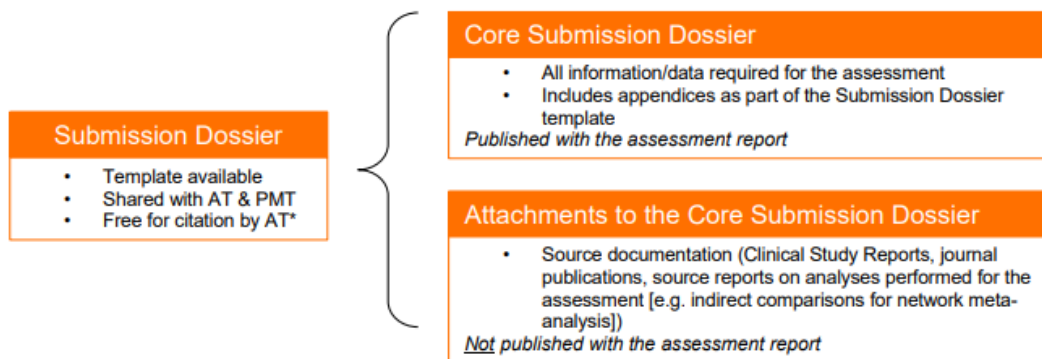 Submission Dossier
• Template available
• Shared with AT & PMT
• Free for citation by AT*
Core Submission Dossier
• All information/data required for the assessment
• Includes appendices as part of the Submission Dossier
template
Published with the assessment report
Attachments to the Core Submission Dossier
• Source documentation (Clinical Study Reports, journal
publications, source reports on analyses performed for the
assessment [e.g. indirect comparisons for network meta-
analysis])
Not published with the assessment report